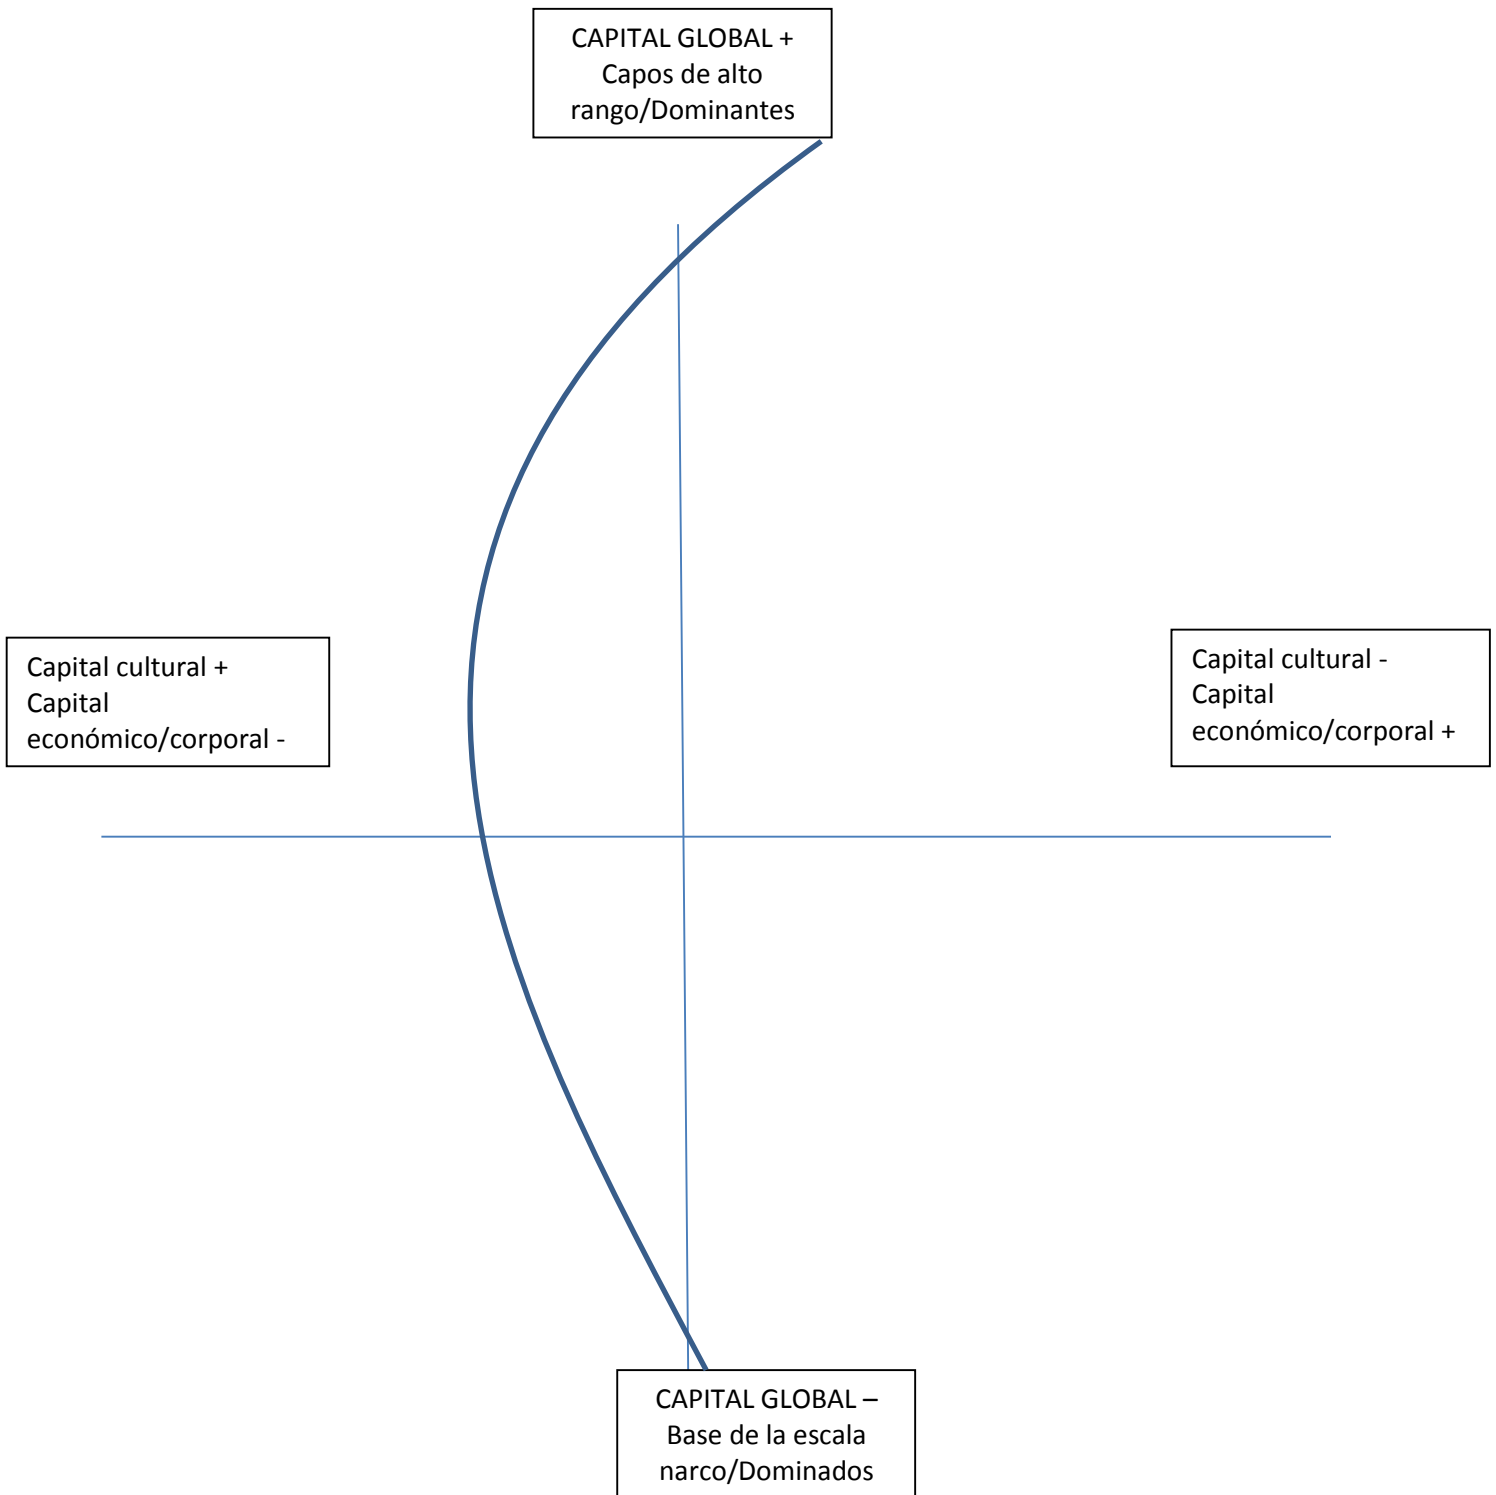 CAPITAL GLOBAL +
Capos de alto
rango/Dominantes
Capital cultural +
Capital
económico/corporal -
Capital cultural -
Capital
económico/corporal +
CAPITAL GLOBAL –
Base de la escala
narco/Dominados